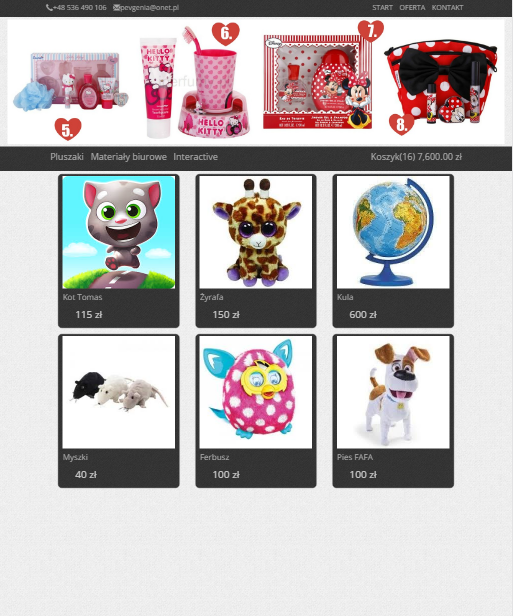 +48 536 490 106 pevgenia@onet.pl START OFERTA KONTAKT
5.
6.
7.
8.
HELLO KITTY
HELLO KITTY
Disney
Pluszaki Materiały biurowe Interactive Koszyk(16) 7,600.00 zł
Kot Tomas
115 zł
Żyrafa
150 zł
Kula
600 zł
Myszki
40 zł
Ferbusz
100 zł
Pies FAFA
100 zł